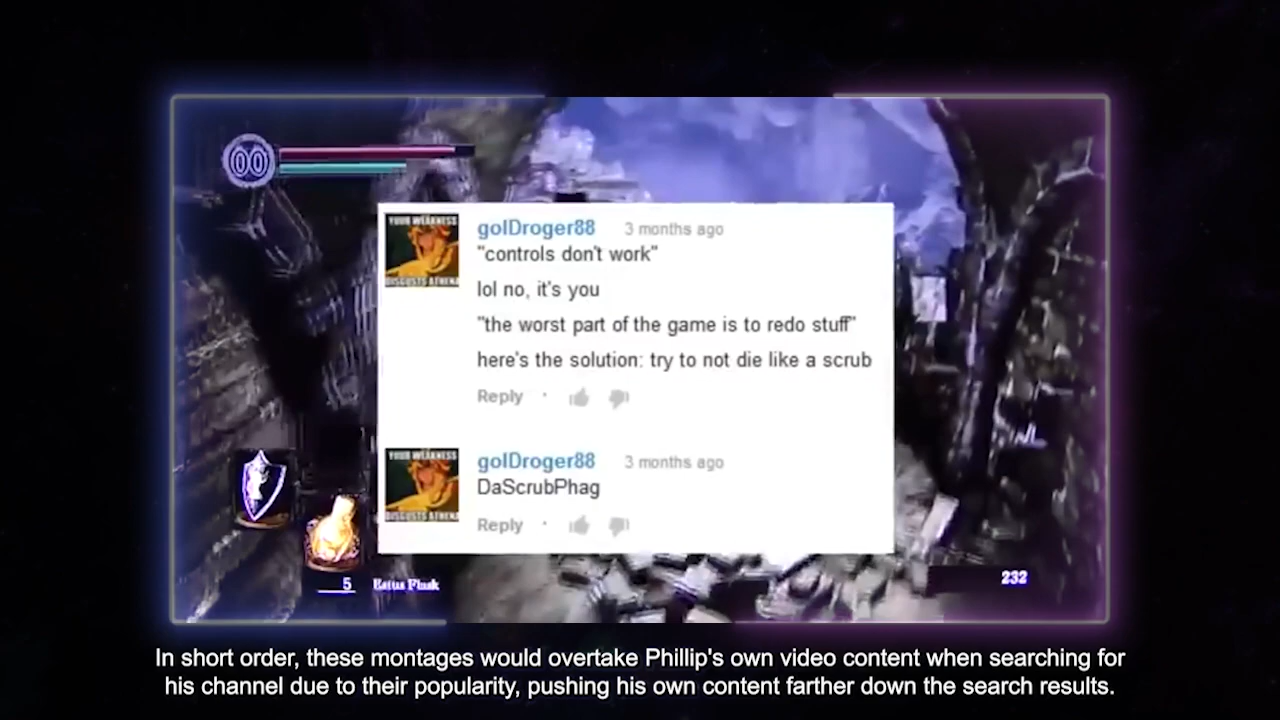 00
YOUR WEAKNESS
DISGUSTS ATHENA
golDroger88 3 months ago
"controls don't work"
lol no, it's you
"the worst part of the game is to redo stuff"
here's the solution: try to not die like a scrub
Reply ·
YOUR WEAKNESS
DISGUSTS ATHENA
golDroger88 3 months ago
DaScrubPhag
Reply ·
5 Estus Flask
232
In short order, these montages would overtake Phillip's own video content when searching for
his channel due to their popularity, pushing his own content farther down the search results.